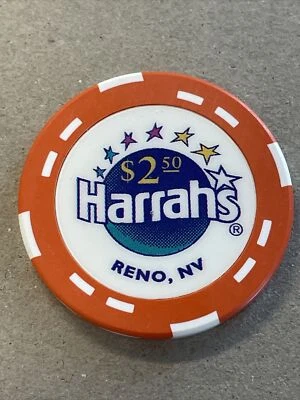 $2.50
Harrah's
®
RENO, NV